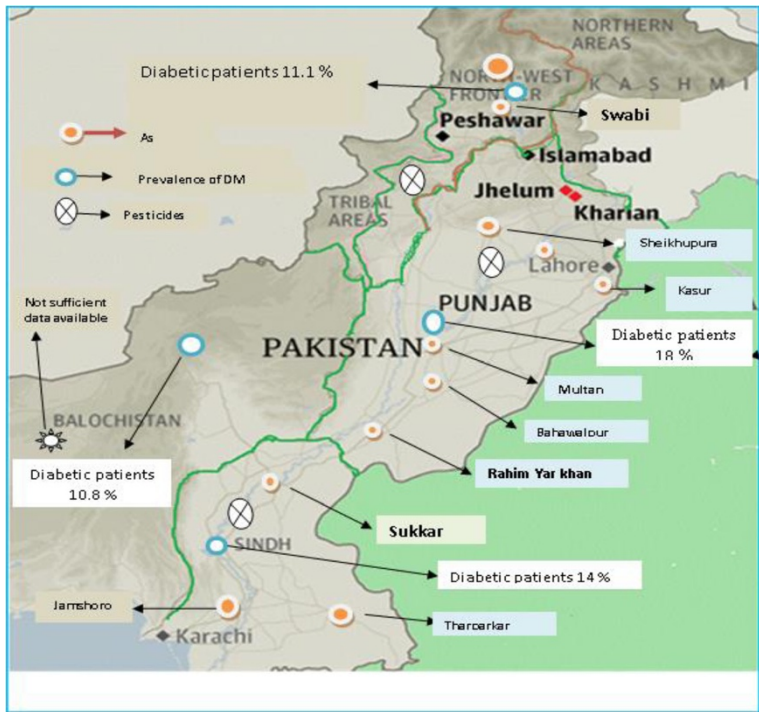 NORTHERN
AREAS
Diabetic patients 11.1 %
NORTH-WEST
FRONTIER
KASHMI
Swabi
Peshawar
As
Islamabad
Prevalence of DM
Jhelum
TRIBAL
AREAS
Kharian
Pesticides
Sheikhupura
Lahore
Kasur
Not sufficient
data available
PUNJAB
Diabetic patients
18 %
PAKISTAN
Multan
BALOCHISTAN
Bahawalpur
Diabetic patients
10.8 %
Rahim Yar khan
Sukkar
SINDH
Diabetic patients 14 %
Jamshoro
Tharparkar
Karachi